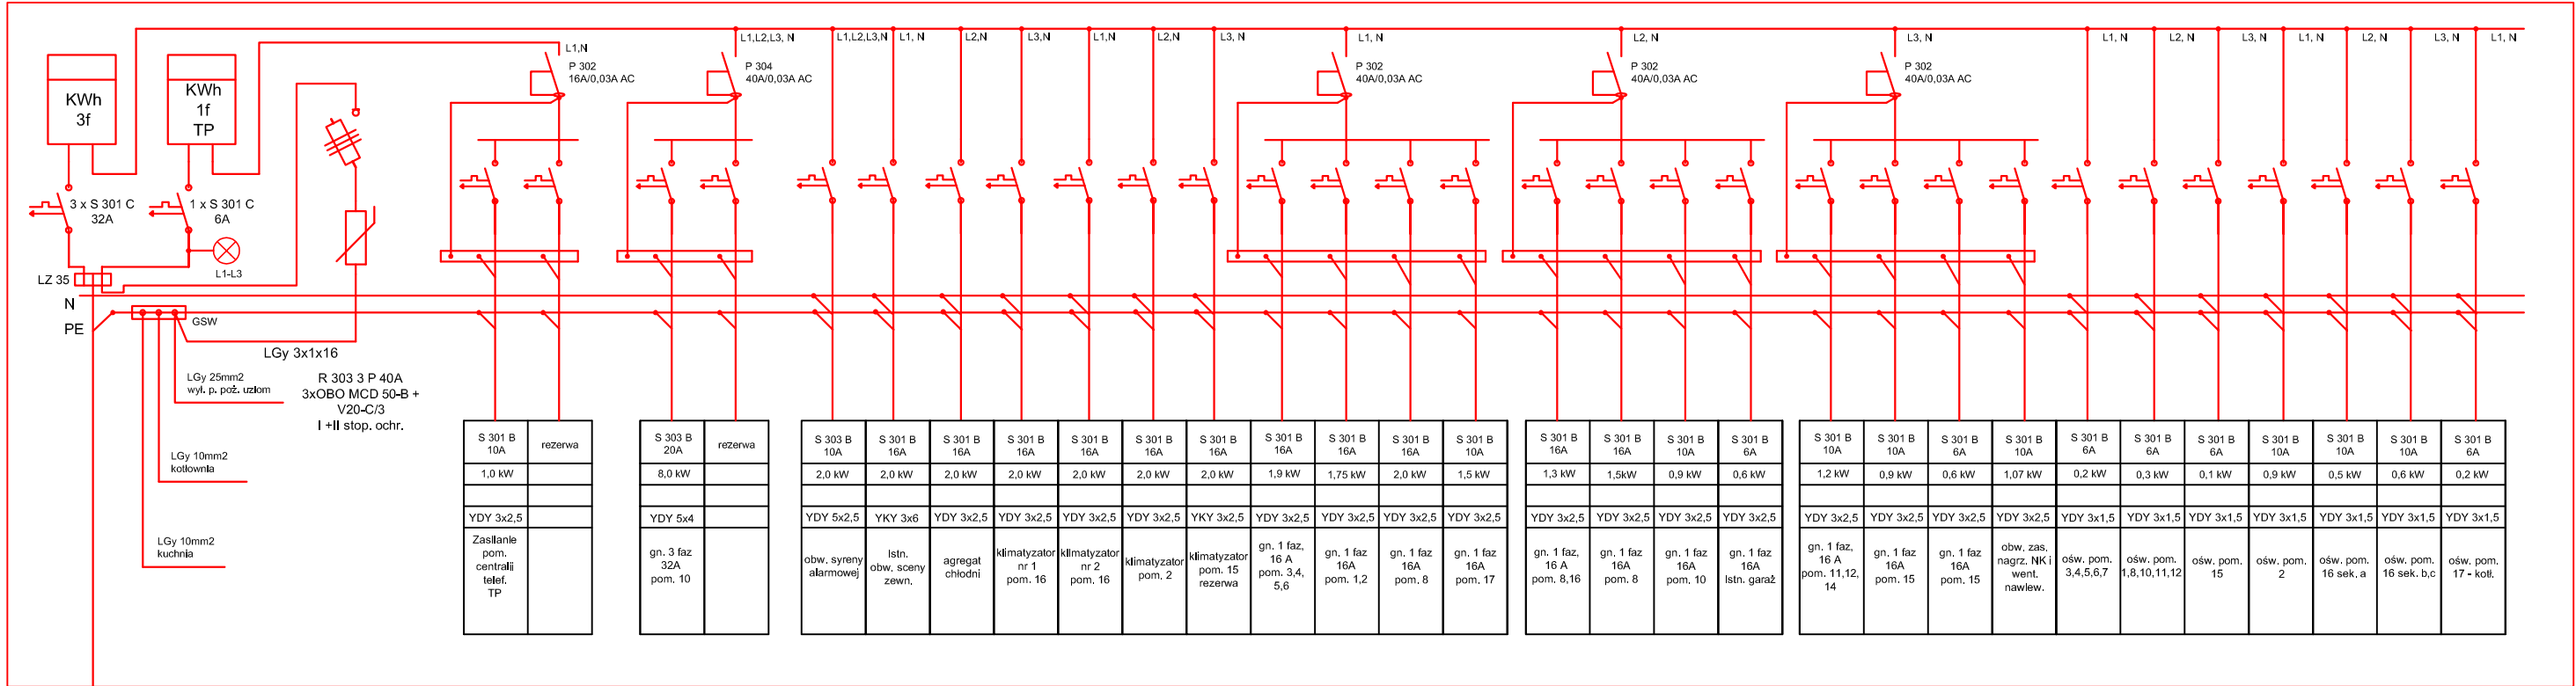 KWh
3f
KWh
1f
TP
3 x S 301 C
32A
1 x S 301 C
6A
L1-L3
LZ 35
N
PE
GSW
LGy 3x1x16
LGy 25mm2
wył. p. poż. uzłom
R 303 3 P 40A
3xOBO MCD 50-B +
V20-C/3
I +II stop. ochr.
LGy 10mm2
kotłownia
LGy 10mm2
kuchnia
L1,N
P 302
16A/0,03A AC
L1,L2,L3, N
P 304
40A/0,03A AC
L1,L2,L3,N
L1, N
L2,N
L3,N
L1,N
L2,N
L3, N
L1, N
P 302
40A/0,03A AC
L2, N
P 302
40A/0,03A AC
L3, N
P 302
40A/0,03A AC
L1, N
L2, N
L3, N
L1, N
L2, N
L3, N
L1, N
S 301 B
10A
1,0 kW
YDY 3x2,5
Zasilanie
pom.
centralii
telef.
TP
rezerwa
S 303 B
20A
8,0 kW
YDY 5x4
gn. 3 faz
32A
pom. 10
rezerwa
S 303 B
10A
2,0 kW
YDY 5x2,5
obw. syreny
alarmowej
S 301 B
16A
2,0 kW
YKY 3x6
Istn.
obw. sceny
zewn.
S 301 B
16A
2,0 kW
YDY 3x2,5
agregat
chłodni
S 301 B
16A
2,0 kW
YDY 3x2,5
klimatyzator
nr 1
pom. 16
S 301 B
16A
2,0 kW
YDY 3x2,5
klimatyzator
nr 2
pom. 16
S 301 B
16A
2,0 kW
YDY 3x2,5
klimatyzator
pom. 2
S 301 B
16A
2,0 kW
YKY 3x2,5
klimatyzator
pom. 15
rezerwa
S 301 B
16A
1,9 kW
YDY 3x2,5
gn. 1 faz,
16 A
pom. 3,4,
5,6
S 301 B
16A
1,75 kW
YDY 3x2,5
gn. 1 faz
16A
pom. 1,2
S 301 B
16A
2,0 kW
YDY 3x2,5
gn. 1 faz
16A
pom. 8
S 301 B
10A
1,5 kW
YDY 3x2,5
gn. 1 faz
16A
pom. 17
S 301 B
16A
1,3 kW
YDY 3x2,5
gn. 1 faz,
16 A
pom. 8,16
S 301 B
16A
1,5kW
YDY 3x2,5
gn. 1 faz
16A
pom. 8
S 301 B
10A
0,9 kW
YDY 3x2,5
gn. 1 faz
16A
pom. 10
S 301 B
6A
0,6 kW
YDY 3x2,5
gn. 1 faz
16A
Istn. garaż
S 301 B
10A
1,2 kW
YDY 3x2,5
gn. 1 faz,
16 A
pom. 11,12,
14
S 301 B
10A
0,9 kW
YDY 3x2,5
gn. 1 faz
16A
pom. 15
S 301 B
6A
0,6 kW
YDY 3x2,5
gn. 1 faz
16A
pom. 15
S 301 B
10A
1,07 kW
YDY 3x2,5
obw. zas,
nagrz. NK i
went.
nawiew.
S 301 B
6A
0,2 kW
YDY 3x1,5
ośw. pom.
3,4,5,6,7
S 301 B
6A
0,3 kW
YDY 3x1,5
ośw. pom.
1,8,10,11,12
S 301 B
6A
0,1 kW
YDY 3x1,5
ośw. pom.
15
S 301 B
10A
0,9 kW
YDY 3x1,5
ośw. pom.
2
S 301 B
10A
0,5 kW
YDY 3x1,5
ośw. pom.
16 sek, a
S 301 B
10A
0,6 kW
YDY 3x1,5
ośw. pom.
16 sek. b,c
S 301 B
6A
0,2 kW
YDY 3x1,5
ośw. pom.
17 - kotł.